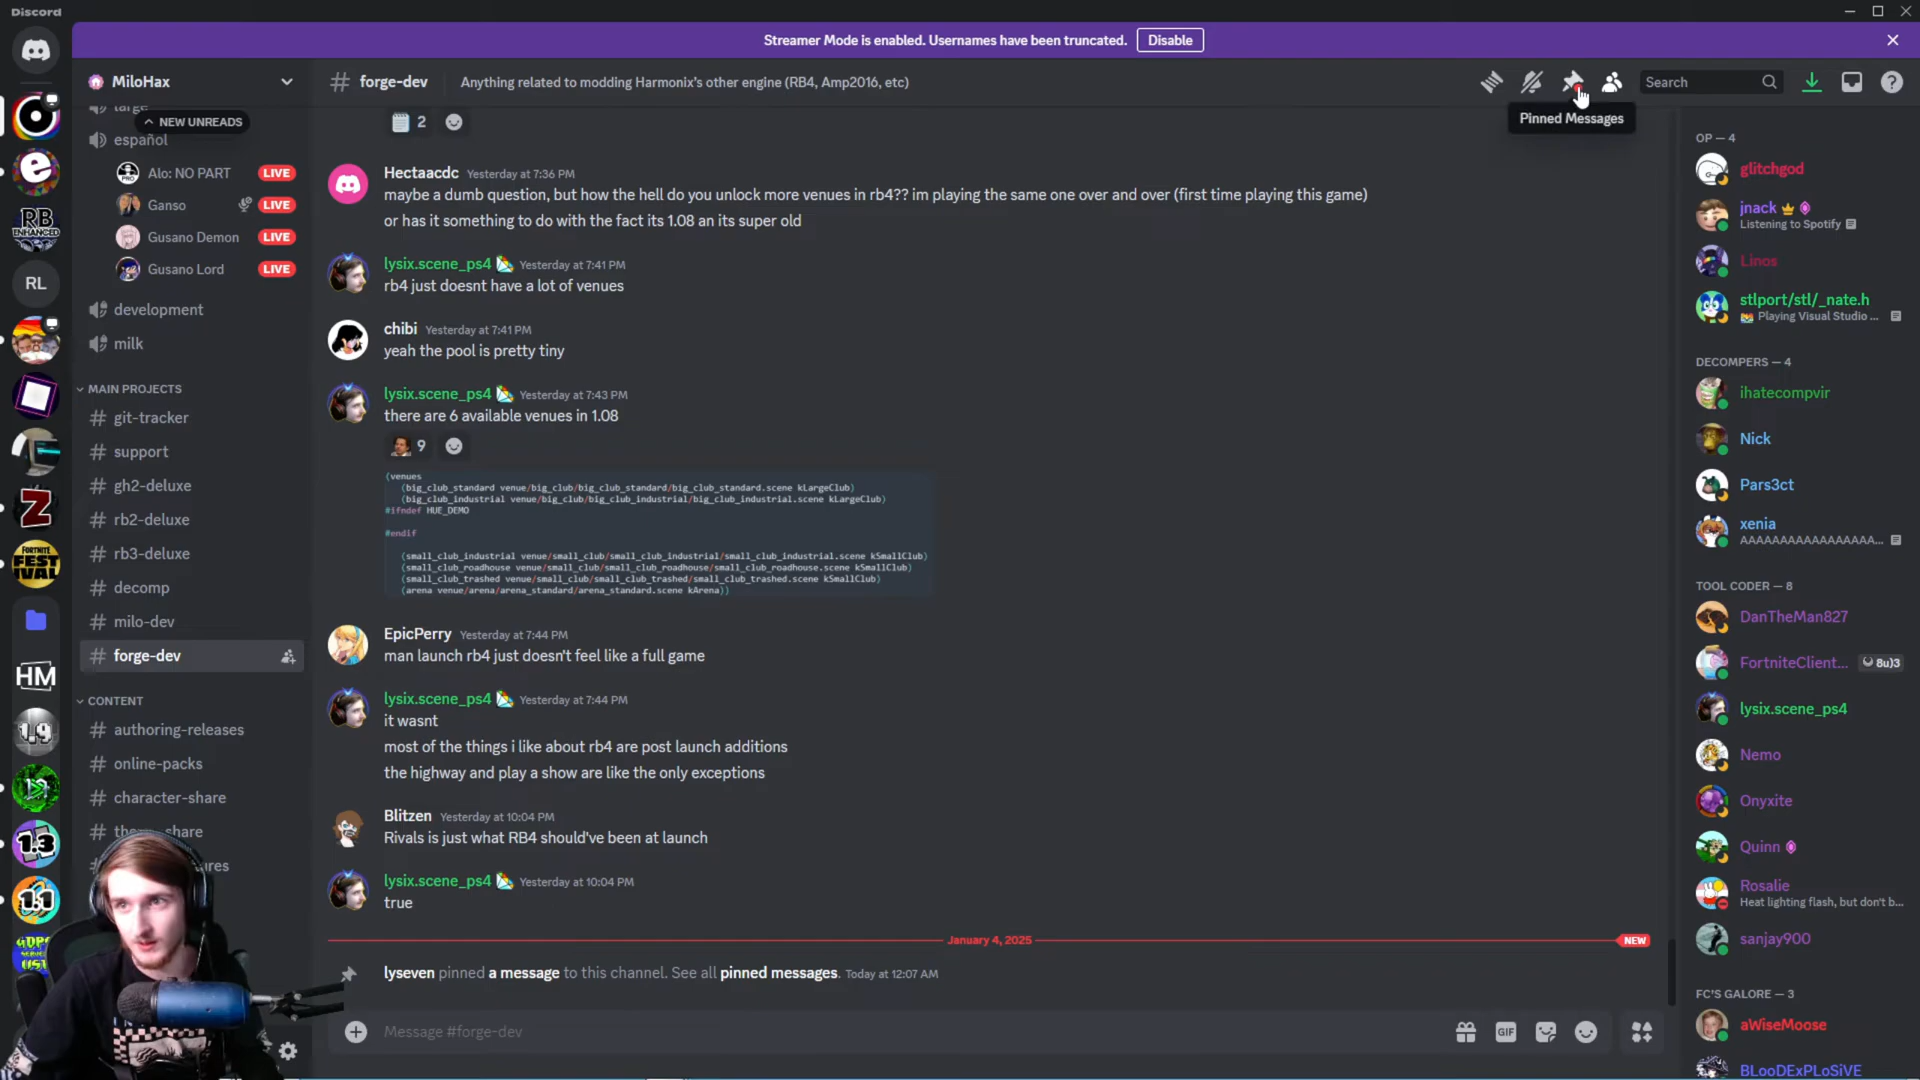 Discord
Streamer Mode is enabled. Usernames have been truncated.
Disable
MiloHax
NEW UNREADS
español
Alo: NO PART
LIVE
Ganso
LIVE
Gusano Demon
LIVE
Gusano Lord
LIVE
development
milk
MAIN PROJECTS
git-tracker
support
gh2-deluxe
rb2-deluxe
rb3-deluxe
decomp
milo-dev
forge-dev
CONTENT
authoring-releases
online-packs
character-share
RB
ENHANCED
RL
Z
FORTNITE
FESTIVAL
HM
1.9
1.3
1.1
forge-dev
Anything related to modding Harmonix's other engine (RB4, Amp2016, etc)
Search
Pinned Messages
2
Hectaacdc Yesterday at 7:36 PM
maybe a dumb question, but how the hell do you unlock more venues in rb4?? im playing the same one over and over (first time playing this game)
or has it something to do with the fact its 1.08 an its super old
lysix.scene_ps4 Yesterday at 7:41 PM
rb4 just doesnt have a lot of venues
chibi Yesterday at 7:41 PM
yeah the pool is pretty tiny
lysix.scene_ps4 Yesterday at 7:43 PM
there are 6 available venues in 1.08
9
(venues
(big_club_standard venue/big_club/big_club_standard/big_club_standard.scene kLargeClub)
(big_club_industrial venue/big_club/big_club_industrial/big_club_industrial.scene kLargeClub)
#ifndef HUE_DEMO
#endif
(small_club_industrial venue/small_club/small_club_industrial/small_club_industrial.scene kSmallClub)
(small_club_roadhouse venue/small_club/small_club_roadhouse/small_club_roadhouse.scene kSmallClub)
(small_club_trashed venue/small_club/small_club_trashed/small_club_trashed.scene kSmallClub)
(arena venue/arena/arena_standard/arena_standard.scene kArena))
EpicPerry Yesterday at 7:44 PM
man launch rb4 just doesn't feel like a full game
lysix.scene_ps4 Yesterday at 7:44 PM
it wasnt
most of the things i like about rb4 are post launch additions
the highway and play a show are like the only exceptions
Blitzen Yesterday at 10:04 PM
Rivals is just what RB4 should've been at launch
lysix.scene_ps4 Yesterday at 10:04 PM
true
January 4, 2025
NEW
lyseven pinned a message to this channel. See all pinned messages. Today at 12:07 AM
Message #forge-dev
GIF
OP — 4
glitchgod
jnack
Listening to Spotify
Linos
stlport/stl/_nate.h
Playing Visual Studio ...
DECOMPERS — 4
ihatecompvir
Nick
Pars3ct
xenia
AAAAAAAAAAAAAAAAA...
TOOL CODER — 8
DanTheMan827
FortniteClient...
8u)3
lysix.scene_ps4
Nemo
Onyxite
Quinn
Rosalie
Heat lighting flash, but don't b...
sanjay900
FC'S GALORE — 3
aWiseMoose
BLooDExPLoSiVE